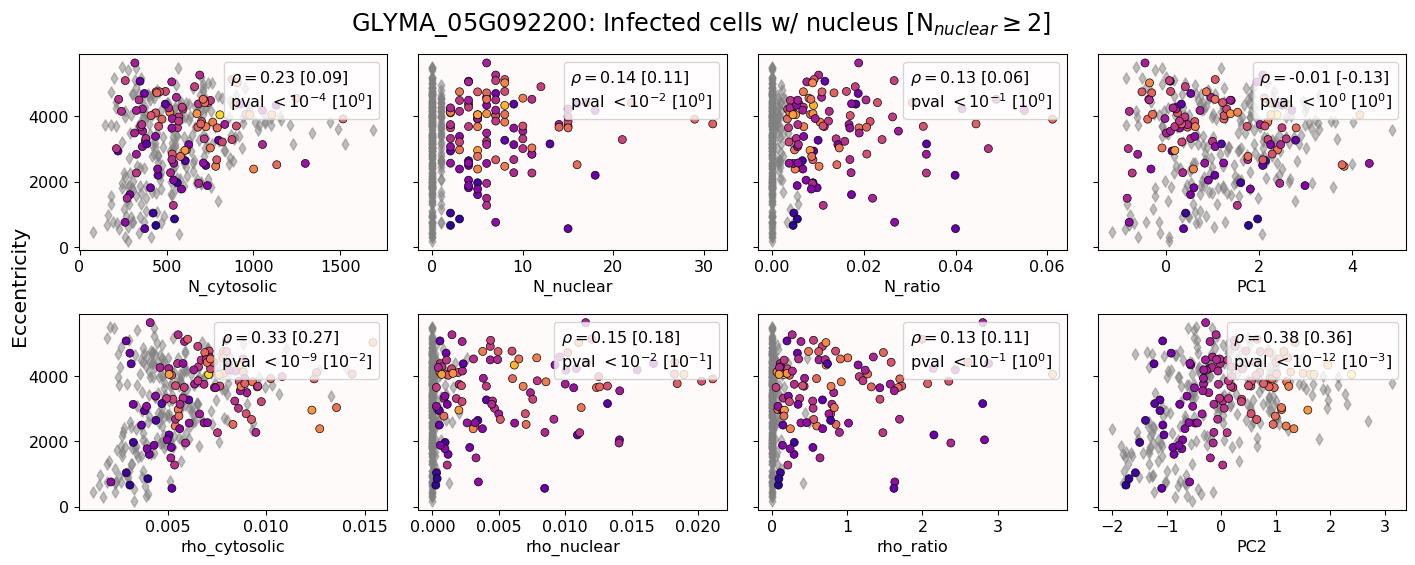 GLYMA_05G092200: Infected cells w/ nucleus [N_nuclear ≥ 2]
Eccentricity
4000
2000
0
ρ = 0.23 [0.09]
pval < 10^-4 [10^0]
0 500 1000 1500
N_cytosolic
ρ = 0.14 [0.11]
pval < 10^-2 [10^0]
0 10 20 30
N_nuclear
ρ = 0.13 [0.06]
pval < 10^-1 [10^0]
0.00 0.02 0.04 0.06
N_ratio
ρ = -0.01 [-0.13]
pval < 10^0 [10^0]
0 2 4
PC1
4000
2000
0
ρ = 0.33 [0.27]
pval < 10^-9 [10^-2]
0.005 0.010 0.015
rho_cytosolic
ρ = 0.15 [0.18]
pval < 10^-2 [10^-1]
0.000 0.005 0.010 0.015 0.020
rho_nuclear
ρ = 0.13 [0.11]
pval < 10^-1 [10^0]
0 1 2 3
rho_ratio
ρ = 0.38 [0.36]
pval < 10^-12 [10^-3]
−2 −1 0 1 2 3
PC2